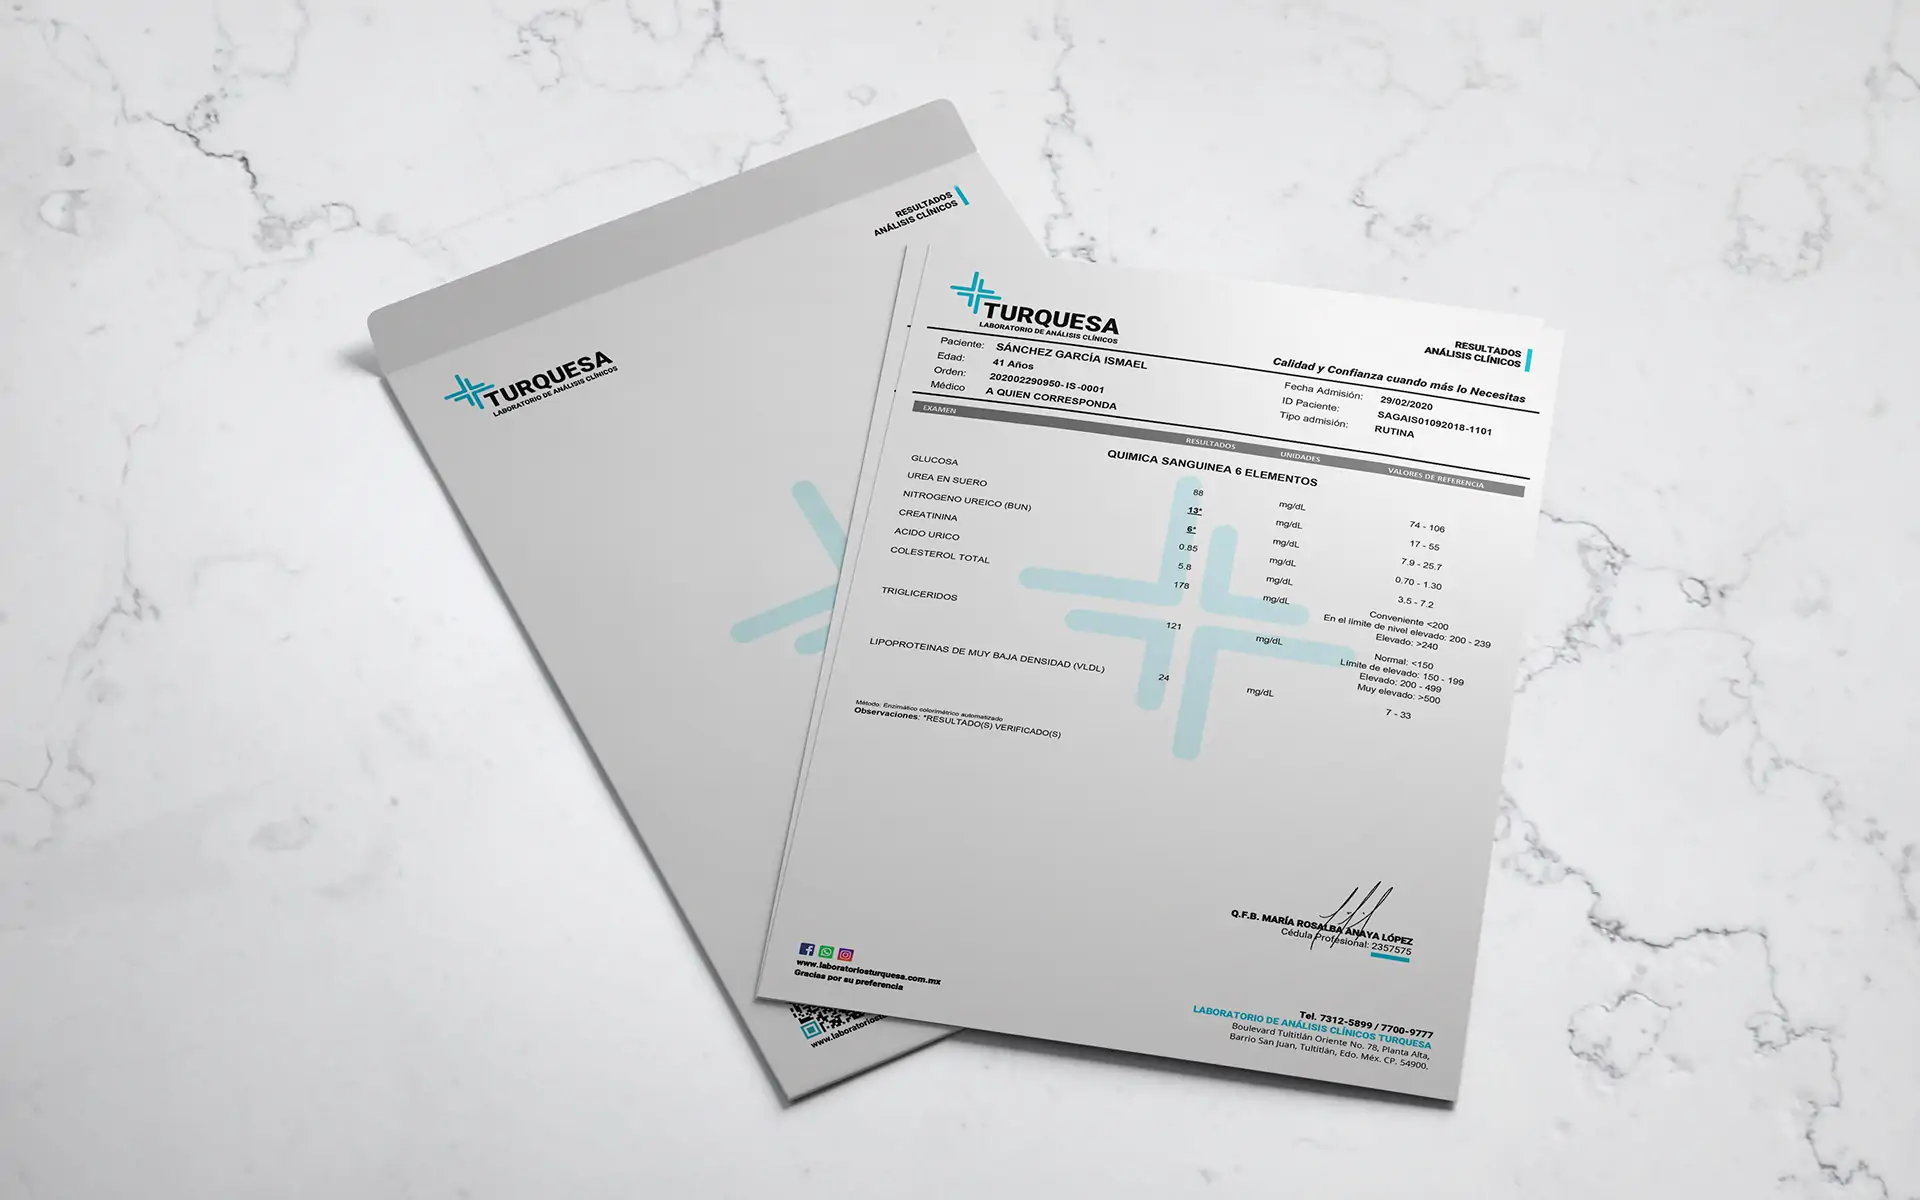 RESULTADOS
ANÁLISIS CLÍNICOS
TURQUESA
LABORATORIO DE ANÁLISIS CLÍNICOS
www.laboratorios
TURQUESA
LABORATORIO DE ANÁLISIS CLÍNICOS
RESULTADOS
ANÁLISIS CLÍNICOS
Calidad y Confianza cuando más lo Necesitas
Paciente: SÁNCHEZ GARCÍA ISMAEL
Edad: 41 Años
Orden: 202002290950- IS -0001
Médico A QUIEN CORRESPONDA
Fecha Admisión: 29/02/2020
ID Paciente: SAGAIS01092018-1101
Tipo admisión: RUTINA
EXAMEN RESULTADOS UNIDADES VALORES DE REFERENCIA
QUIMICA SANGUINEA 6 ELEMENTOS
GLUCOSA 88 mg/dL 74 - 106
UREA EN SUERO 13* mg/dL 17 - 55
NITROGENO UREICO (BUN) 6* mg/dL 7.9 - 25.7
CREATININA 0.85 mg/dL 0.70 - 1.30
ACIDO URICO 5.8 mg/dL 3.5 - 7.2
COLESTEROL TOTAL 178 mg/dL Conveniente <200
En el límite de nivel elevado: 200 - 239
Elevado: >240
TRIGLICERIDOS 121 mg/dL Normal: <150
Límite de elevado: 150 - 199
Elevado: 200 - 499
Muy elevado: >500
LIPOPROTEINAS DE MUY BAJA DENSIDAD (VLDL) 24 mg/dL 7 - 33
Método: Enzimático colorimétrico automatizado
Observaciones: *RESULTADO(S) VERIFICADO(S)
Q.F.B. MARÍA ROSALBA ANAYA LÓPEZ
Cédula Profesional: 2357575
www.laboratoriosturquesa.com.mx
Gracias por su preferencia
Tel. 7312-5899 / 7700-9777
LABORATORIO DE ANÁLISIS CLÍNICOS TURQUESA
Boulevard Tultitlán Oriente No. 78, Planta Alta,
Barrio San Juan, Tultitlán, Edo. Méx. CP. 54900.